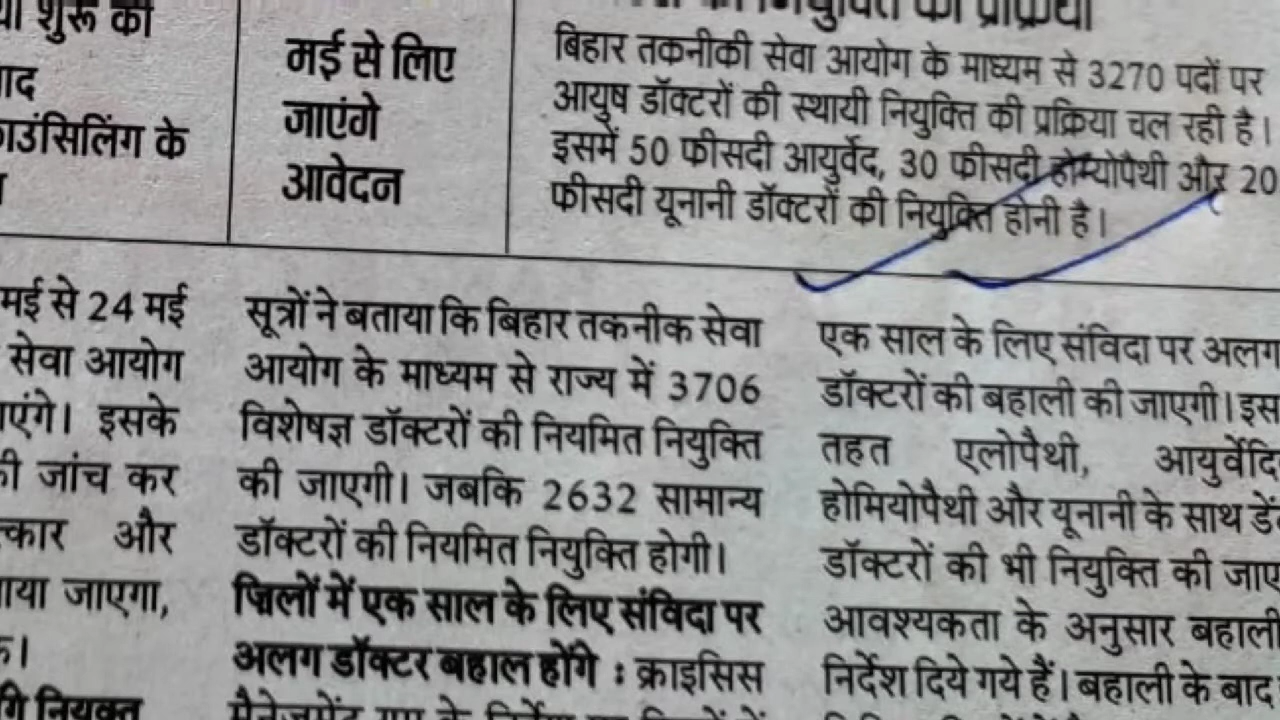 शुरू की
मई से लिए
जाएंगे
आवेदन
बिहार तकनीकी सेवा आयोग के माध्यम से 3270 पदों पर
आयुष डॉक्टरों की स्थायी नियुक्ति की प्रक्रिया चल रही है।
इसमें 50 फीसदी आयुर्वेद, 30 फीसदी होम्योपैथी और 20
फीसदी यूनानी डॉक्टरों की नियुक्ति होनी है।
मई से 24 मई
सेवा आयोग
इसके
जांच कर
और
जाएगा,
सूत्रों ने बताया कि बिहार तकनीक सेवा
आयोग के माध्यम से राज्य में 3706
विशेषज्ञ डॉक्टरों की नियमित नियुक्ति
की जाएगी। जबकि 2632 सामान्य
डॉक्टरों की नियमित नियुक्ति होगी।
जिलों में एक साल के लिए संविदा पर
अलग डॉक्टर बहाल होंगे : क्राइसिस
एक साल के लिए संविदा पर अलग
डॉक्टरों की बहाली की जाएगी। इस
तहत एलोपैथी,
होमियोपैथी और यूनानी के साथ
डॉक्टरों की भी नियुक्ति की
आवश्यकता के अनुसार बहाली
निर्देश दिये गये हैं। बहाली के बाद